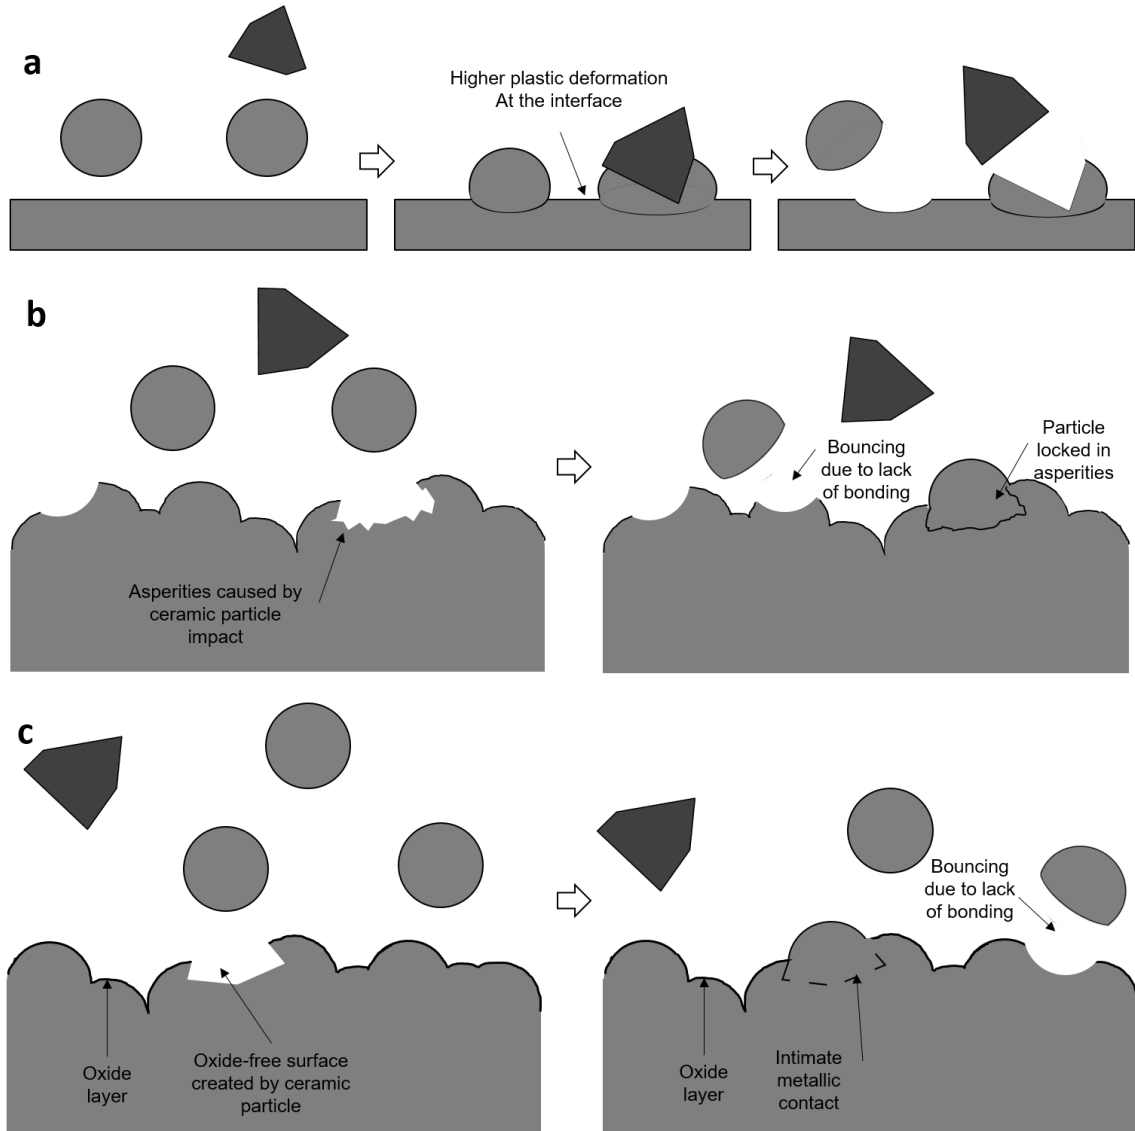 a
Higher plastic deformation
At the interface
b
Asperities caused by
ceramic particle
impact
Bouncing
due to lack
of bonding
Particle
locked in
asperities
c
Oxide
layer
Oxide-free surface
created by ceramic
particle
Bouncing
due to lack
of bonding
Oxide
layer
Intimate
metallic
contact